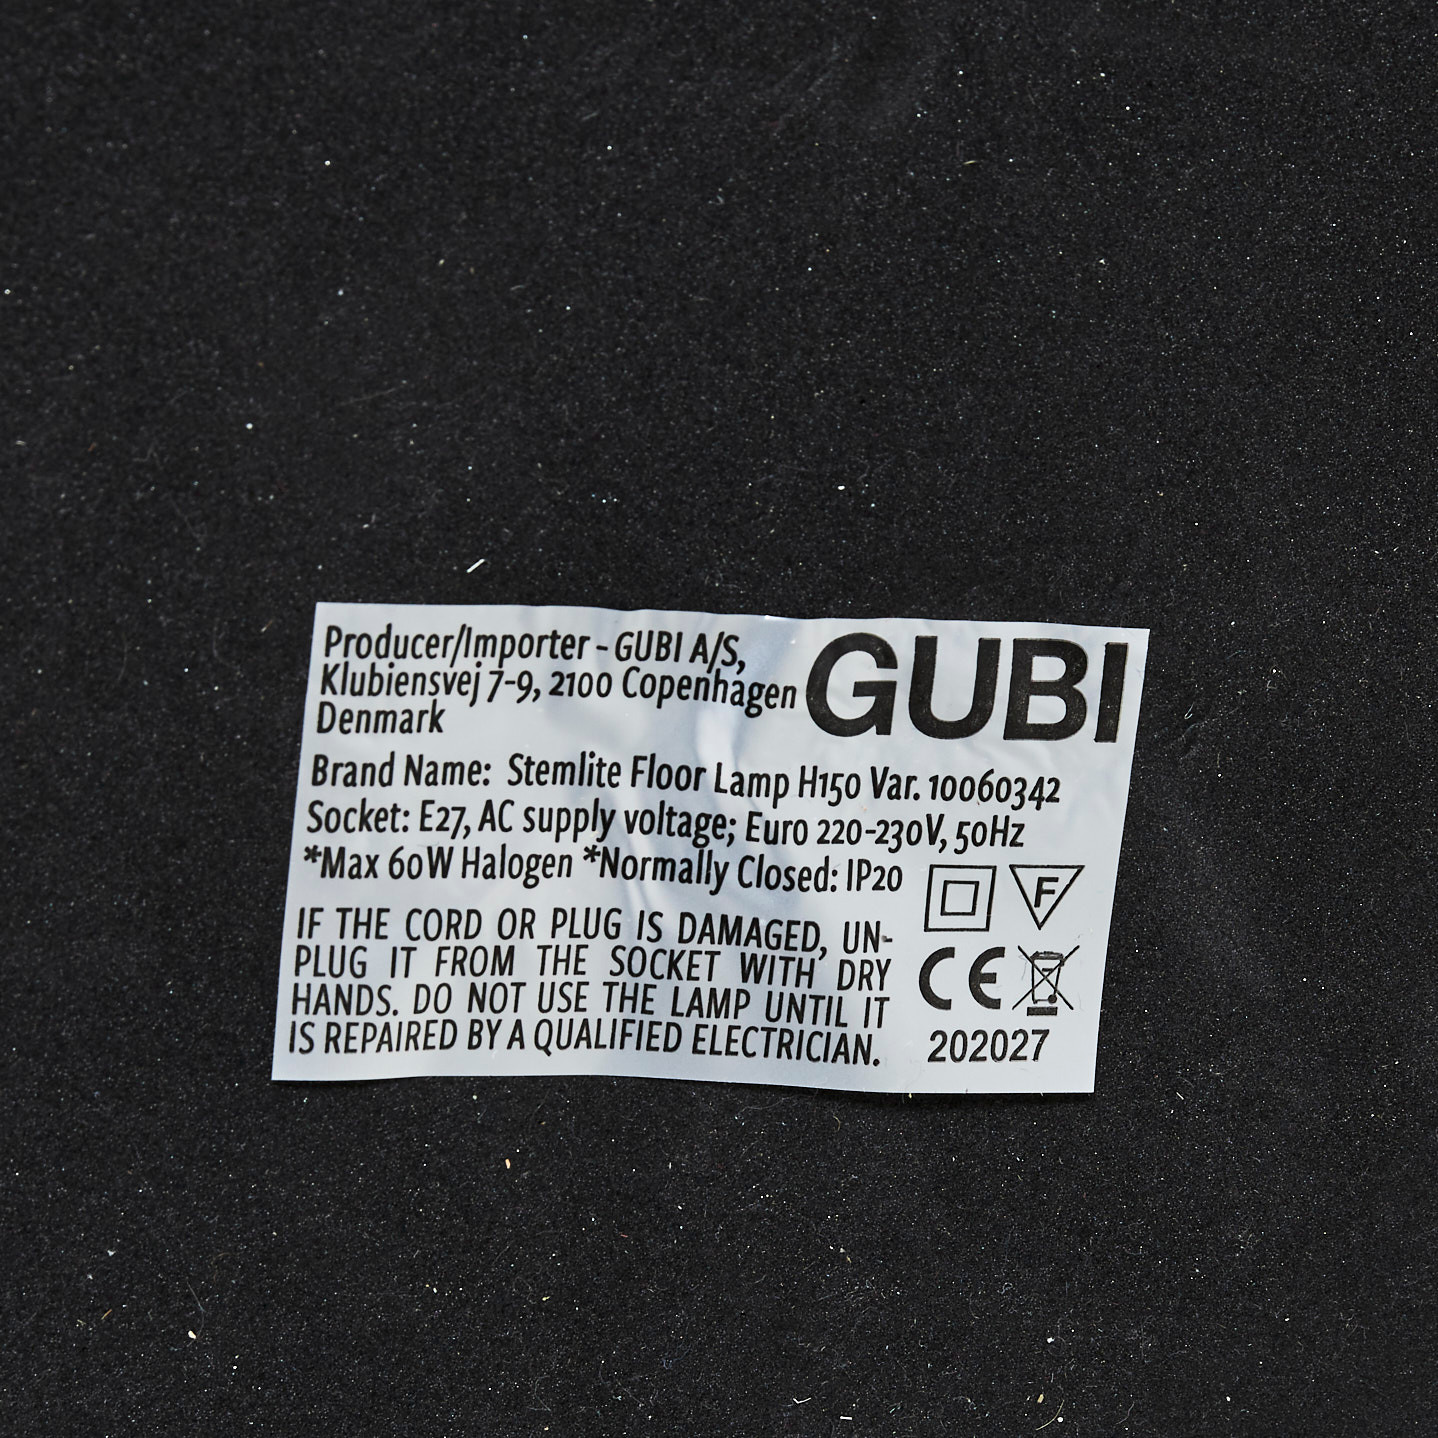 Producer/Importer - GUBI A/S,
Klubiensvej 7-9, 2100 Copenhagen
Denmark
GUBI
Brand Name: Stemlite Floor Lamp H150 Var. 10060342
Socket: E27, AC supply voltage; Euro 220-230V, 50Hz
*Max 60W Halogen *Normally Closed: IP20
F
IF THE CORD OR PLUG IS DAMAGED, UN-
PLUG IT FROM THE SOCKET WITH DRY
HANDS. DO NOT USE THE LAMP UNTIL IT
IS REPAIRED BY A QUALIFIED ELECTRICIAN.
CE
202027